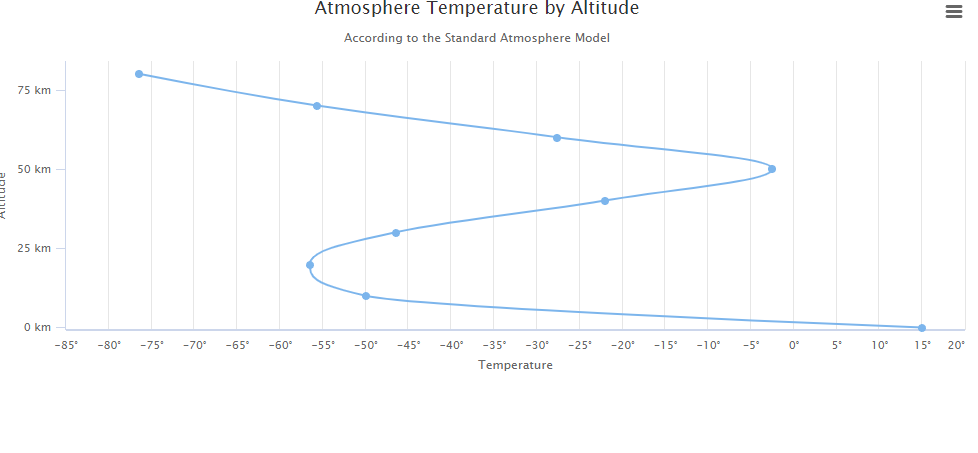 Atmosphere Temperature by Altitude
According to the Standard Atmosphere Model
75 km
50 km
Altitude
25 km
0 km
-85° -80° -75° -70° -65° -60° -55° -50° -45° -40° -35° -30° -25° -20° -15° -10° -5° 0° 5° 10° 15° 20°
Temperature